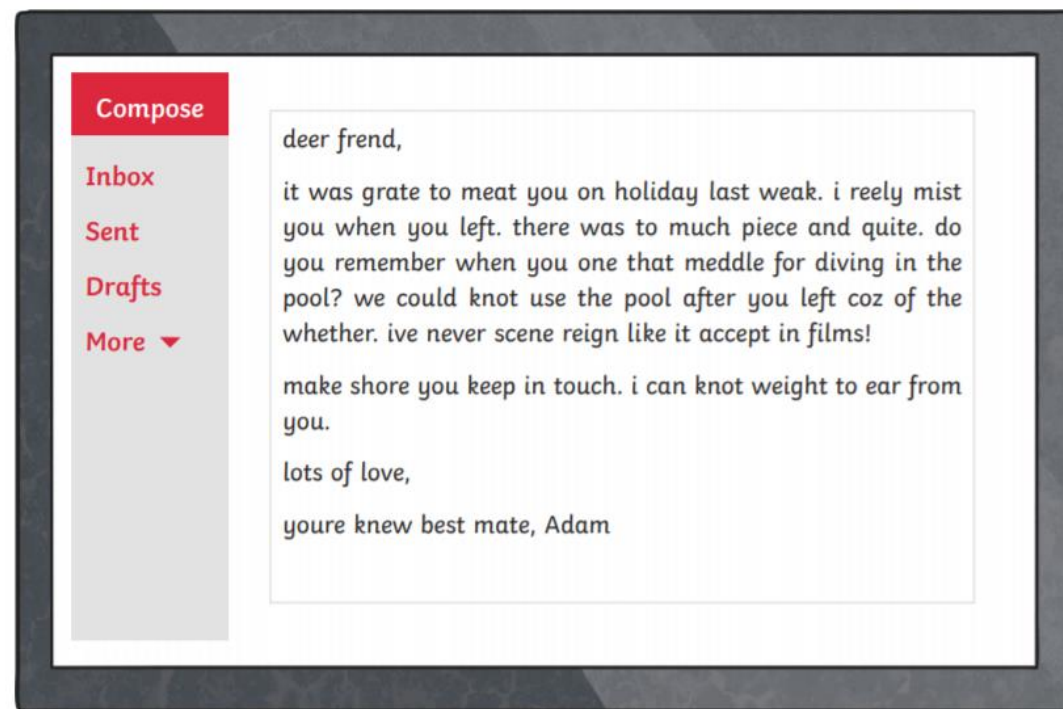 Compose
Inbox
Sent
Drafts
More
deer frend,
it was grate to meat you on holiday last weak. i reely mist
you when you left. there was to much piece and quite. do
you remember when you one that meddle for diving in the
pool? we could knot use the pool after you left coz of the
whether. ive never scene reign like it accept in films!
make shore you keep in touch. i can knot weight to ear from
you.
lots of love,
youre knew best mate, Adam